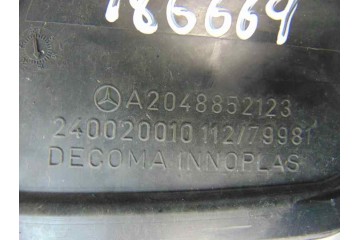 186669
A2048852123
240020010 112/79981
DECOMA INNOPLAS